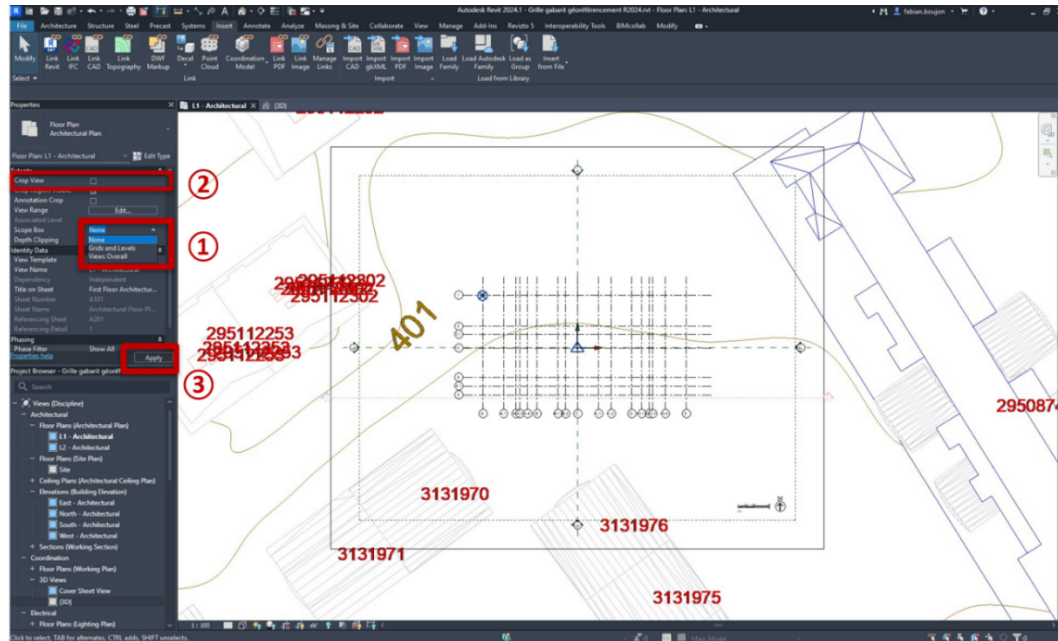 Autodesk Revit 2024.1 - Grille gabarit géoréférencement R2024.rvt - Floor Plan: L1 - Architectural
fabien.boujon
File Architecture Structure Steel Precast Systems Insert Annotate Analyze Massing & Site Collaborate View Manage Add-Ins Revizto 5 Interoperability Tools BIMcollab Modify
Modify Link Revit Link IFC Link CAD Link Topography DWF Markup Decal Point Cloud Coordination Model Link PDF Link Image Manage Links Import CAD Import gbXML Import PDF Import Image Load Family Load Autodesk Family Load as Group Insert from File
Select Link Import Load from Library
Properties
L1 - Architectural {3D}
Floor Plan
Architectural Plan
Floor Plan: L1 - Architectural Edit Type
Extents
Crop View
②
Crop Region Visible
Annotation Crop
View Range Edit...
Associated Level
Scope Box None
①
Depth Clipping None
Identity Data Grids and Levels
View Template Views Overall
View Name L1 - Architectural
Dependency Independent
Title on Sheet First Floor Architectur...
Sheet Number A101
Sheet Name Architectural Floor Pl...
Referencing Sheet A201
Referencing Detail 1
Phasing
Phase Filter Show All
Properties help Apply
③
Project Browser - Grille gabarit géoréf
Search
Views (Discipline)
Architectural
Floor Plans (Architectural Plan)
L1 - Architectural
L2 - Architectural
Floor Plans (Site Plan)
Site
Ceiling Plans (Architectural Ceiling Plan)
Elevations (Building Elevation)
East - Architectural
North - Architectural
South - Architectural
West - Architectural
Sections (Working Section)
Coordination
Floor Plans (Working Plan)
3D Views
Cover Sheet View
{3D}
Electrical
Floor Plans (Lighting Plan)
295112302
295112302
295112253
401
295087
3131970
3131976
3131971
3131975
1 : 100
Click to select, TAB for alternates, CTRL adds, SHIFT unselects.
Main Model